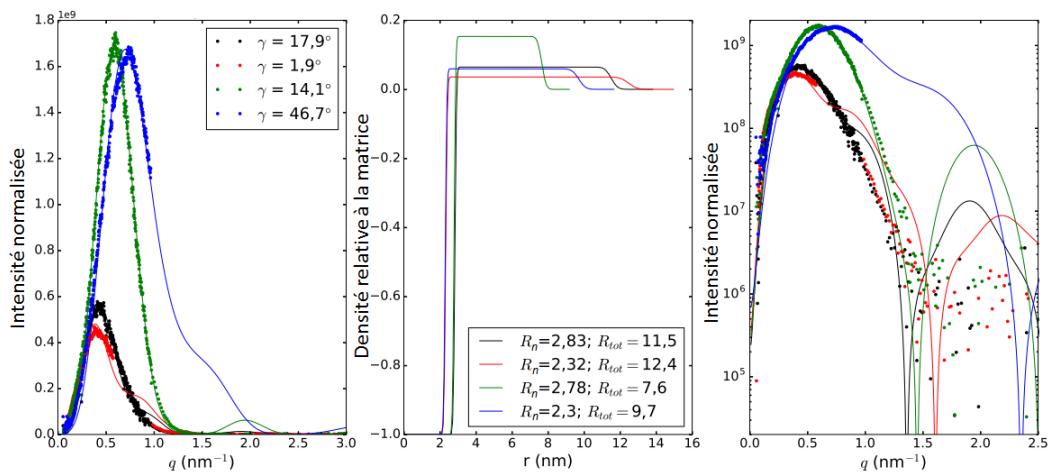 1e9
1.8
1.6
1.4
1.2
1.0
0.8
0.6
0.4
0.2
0.0
0.0 0.5 1.0 1.5 2.0 2.5 3.0
q (nm⁻¹)
Intensité normalisée
γ = 17,9°
γ = 1,9°
γ = 14,1°
γ = 46,7°
0.2
0.0
−0.2
−0.4
−0.6
−0.8
−1.0
0 2 4 6 8 10 12 14 16
r (nm)
Densité relative à la matrice
Rₙ=2,83; R_tot = 11,5
Rₙ=2,32; R_tot = 12,4
Rₙ=2,78; R_tot = 7,6
Rₙ=2,3; R_tot = 9,7
10⁹
10⁸
10⁷
10⁶
10⁵
0.0 0.5 1.0 1.5 2.0 2.5
q (nm⁻¹)
Intensité normalisée